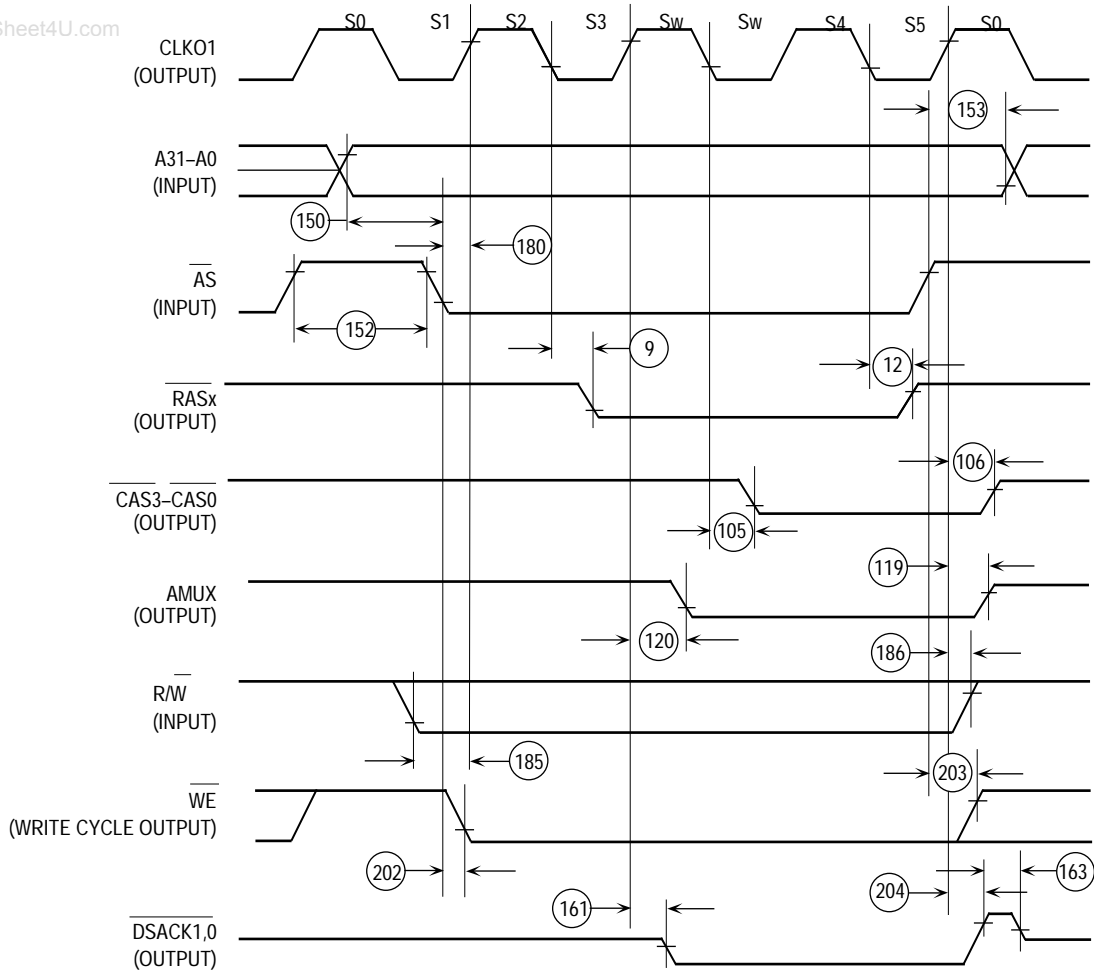 Sheet4U.com
S0 S1 S2 S3 Sw Sw S4 S5 S0
CLKO1
(OUTPUT)
153
A31–A0
(INPUT)
150
180
AS
(INPUT)
152
9
12
RASx
(OUTPUT)
106
CAS3–CAS0
(OUTPUT)
105
119
AMUX
(OUTPUT)
120
186
R/W
(INPUT)
185
203
WE
(WRITE CYCLE OUTPUT)
202
163
204
161
DSACK1,0
(OUTPUT)